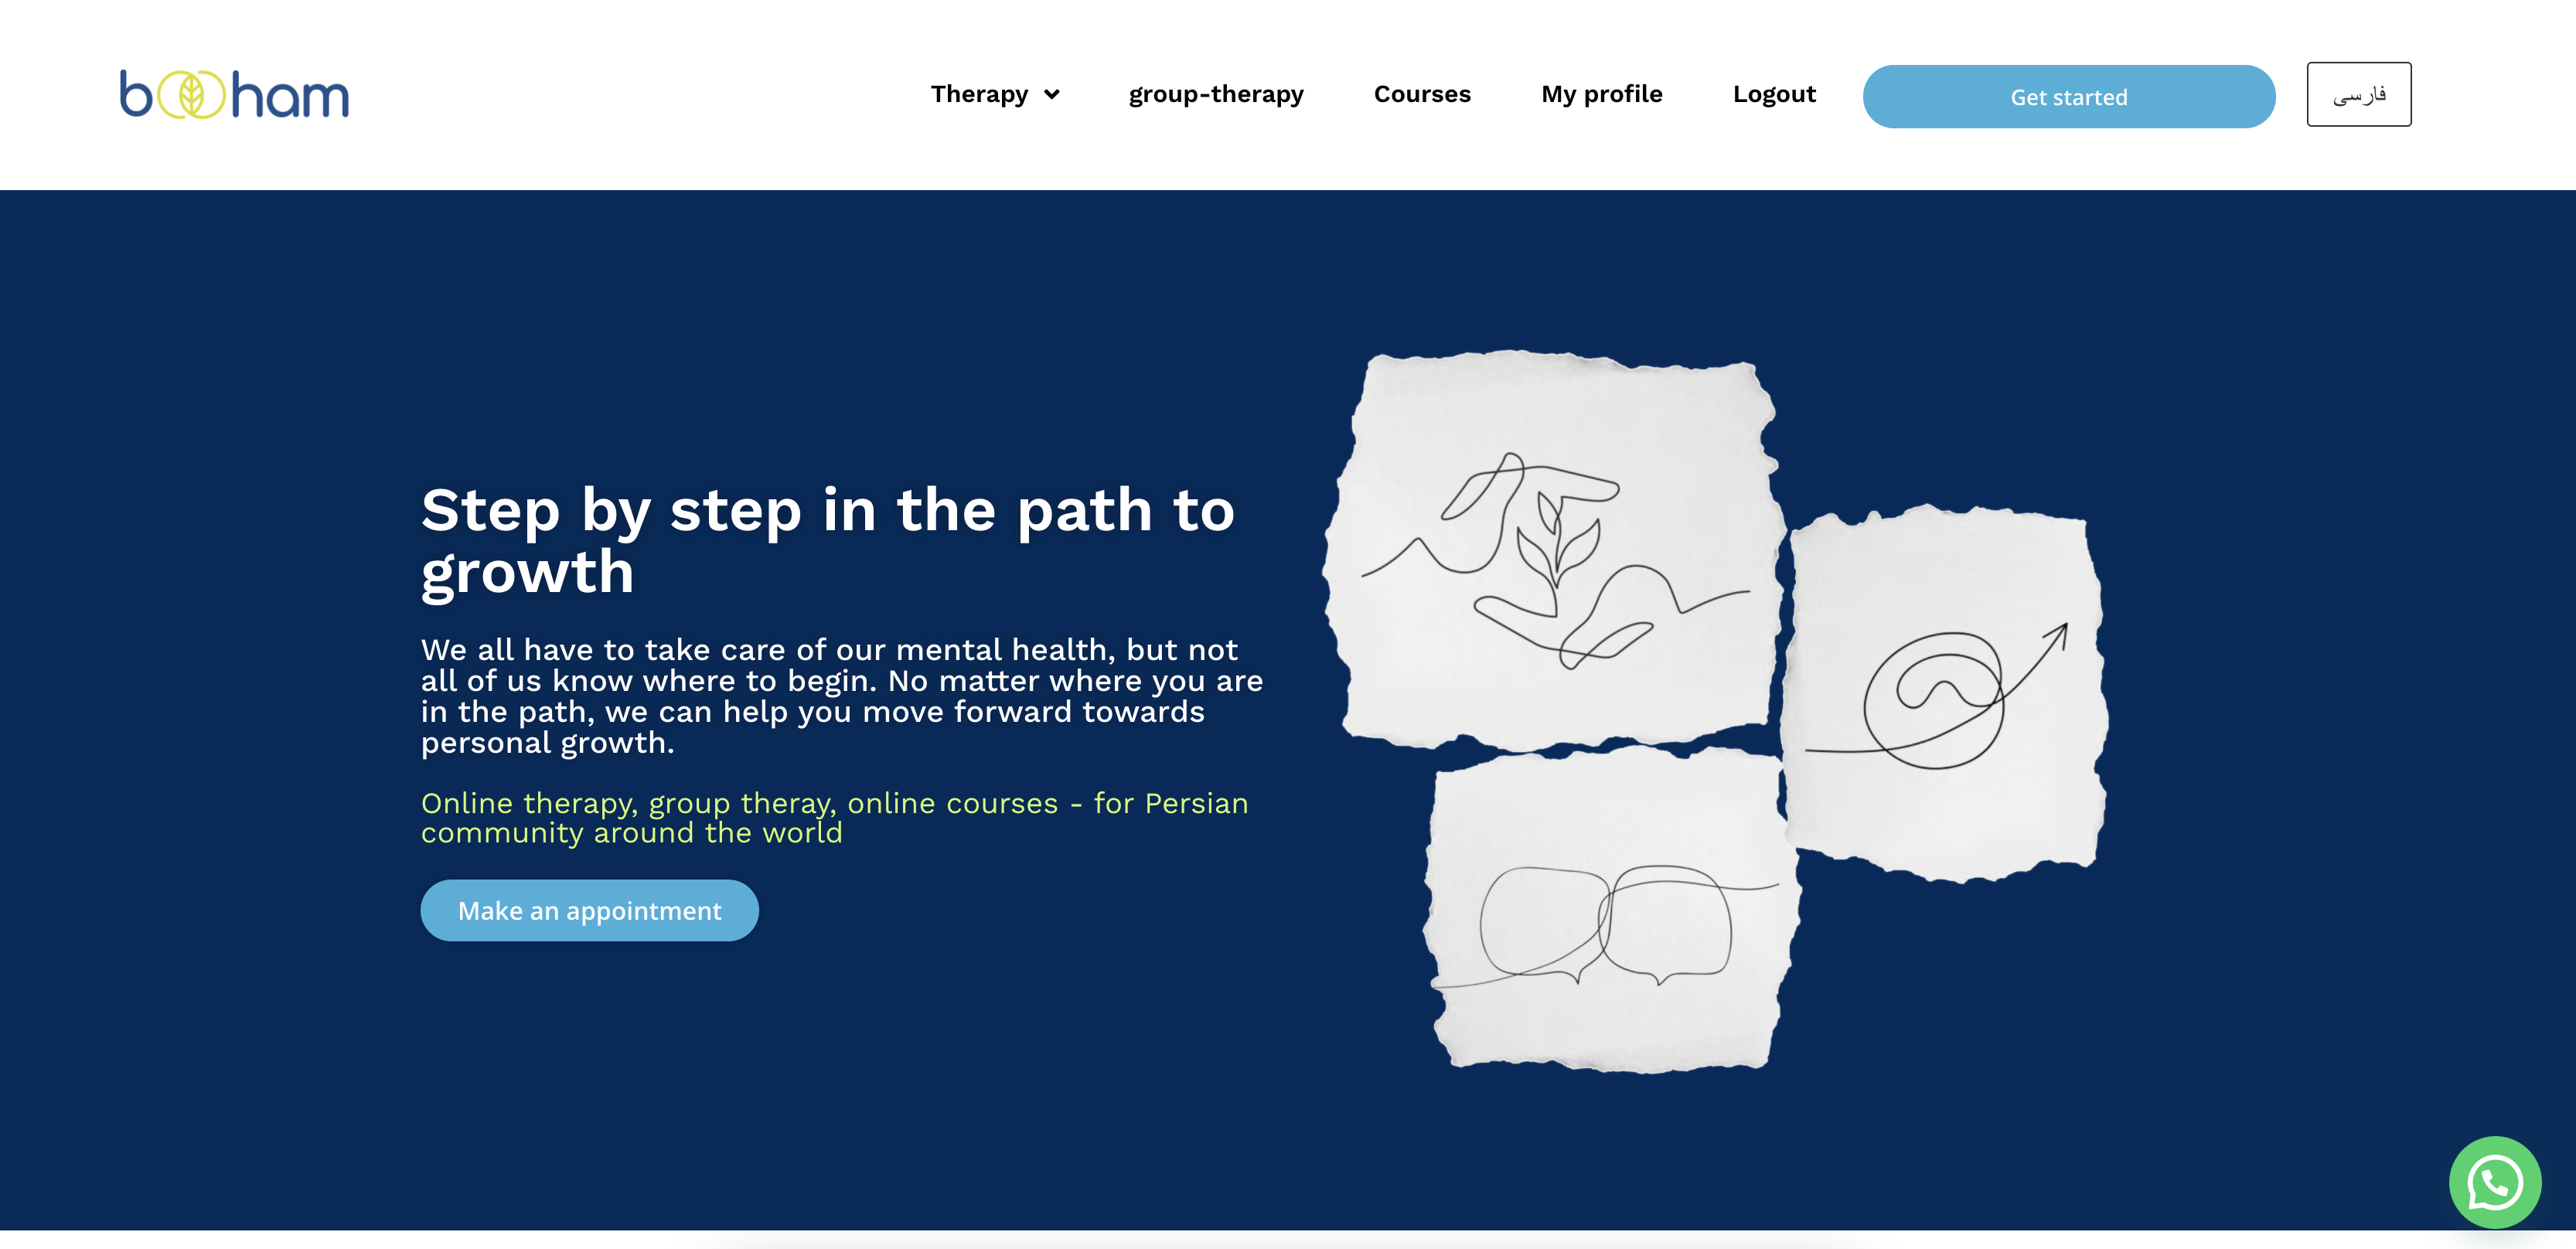 booham
Therapy
group-therapy
Courses
My profile
Logout
Get started
فارسی
Step by step in the path to
growth
We all have to take care of our mental health, but not
all of us know where to begin. No matter where you are
in the path, we can help you move forward towards
personal growth.
Online therapy, group theray, online courses - for Persian
community around the world
Make an appointment